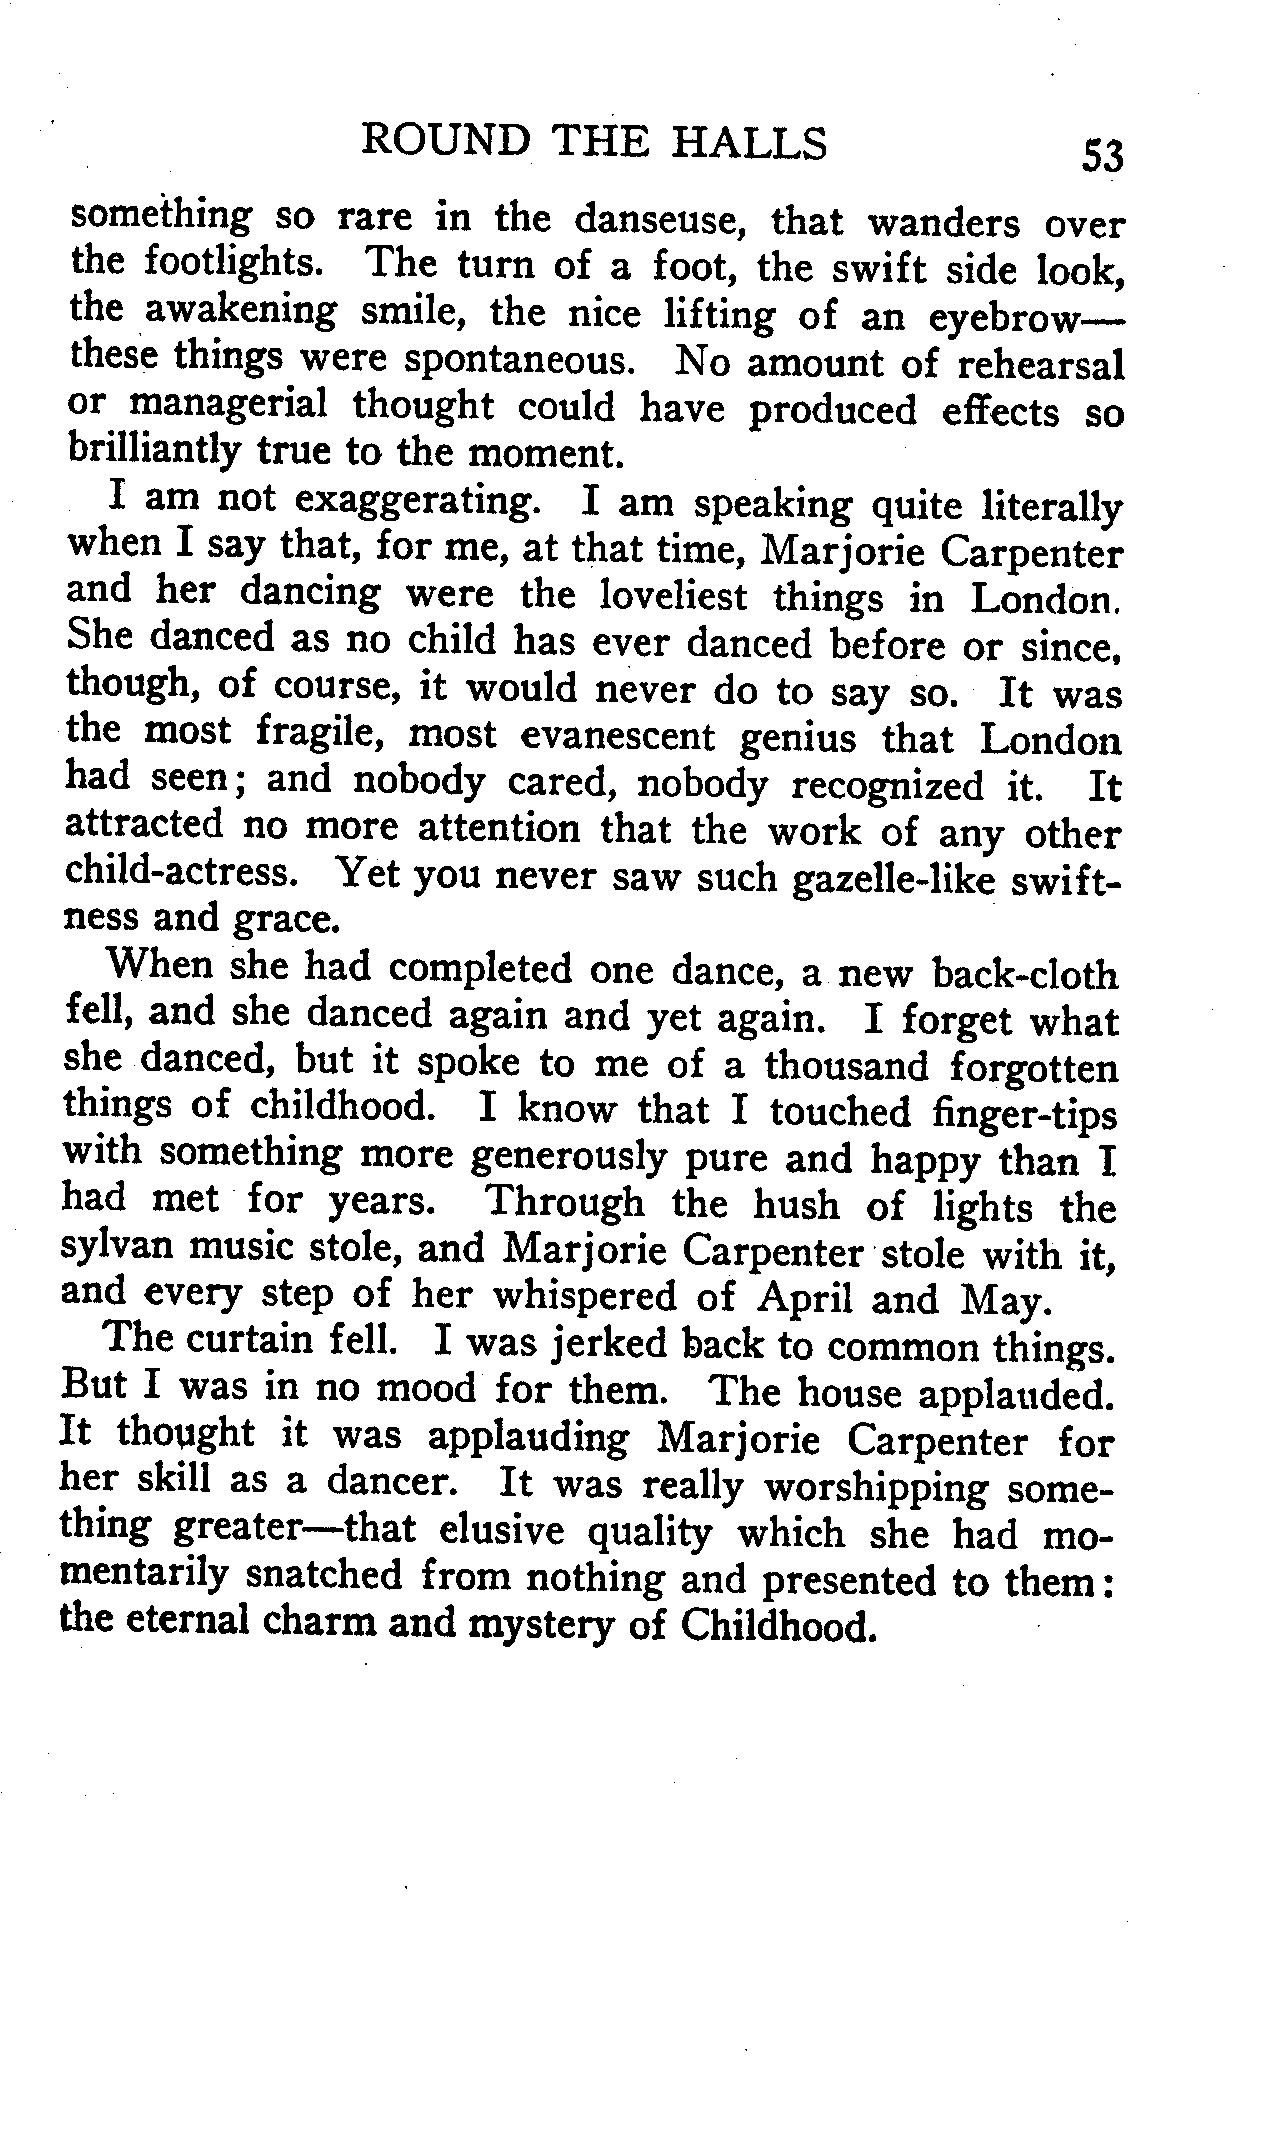 ROUND THE HALLS 53
something so rare in the danseuse, that wanders over
the footlights. The turn of a foot, the swift side look,
the awakening smile, the nice lifting of an eyebrow—
these things were spontaneous. No amount of rehearsal
or managerial thought could have produced effects so
brilliantly true to the moment.
I am not exaggerating. I am speaking quite literally
when I say that, for me, at that time, Marjorie Carpenter
and her dancing were the loveliest things in London.
She danced as no child has ever danced before or since,
though, of course, it would never do to say so. It was
the most fragile, most evanescent genius that London
had seen; and nobody cared, nobody recognized it. It
attracted no more attention that the work of any other
child-actress. Yet you never saw such gazelle-like swift-
ness and grace.
When she had completed one dance, a new back-cloth
fell, and she danced again and yet again. I forget what
she danced, but it spoke to me of a thousand forgotten
things of childhood. I know that I touched finger-tips
with something more generously pure and happy than I
had met for years. Through the hush of lights the
sylvan music stole, and Marjorie Carpenter stole with it,
and every step of her whispered of April and May.
The curtain fell. I was jerked back to common things.
But I was in no mood for them. The house applauded.
It thought it was applauding Marjorie Carpenter for
her skill as a dancer. It was really worshipping some-
thing greater—that elusive quality which she had mo-
mentarily snatched from nothing and presented to them:
the eternal charm and mystery of Childhood.